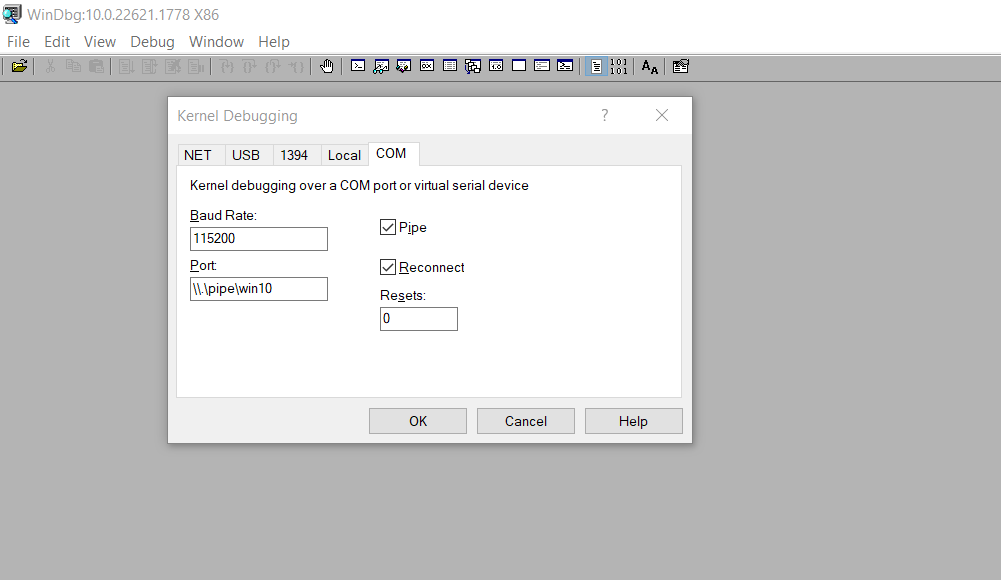 WinDbg:10.0.22621.1778 X86
File Edit View Debug Window Help
Kernel Debugging
NET USB 1394 Local COM
Kernel debugging over a COM port or virtual serial device
Baud Rate:
Pipe
115200
Port:
Reconnect
\\.\pipe\win10
Resets:
0
OK Cancel Help